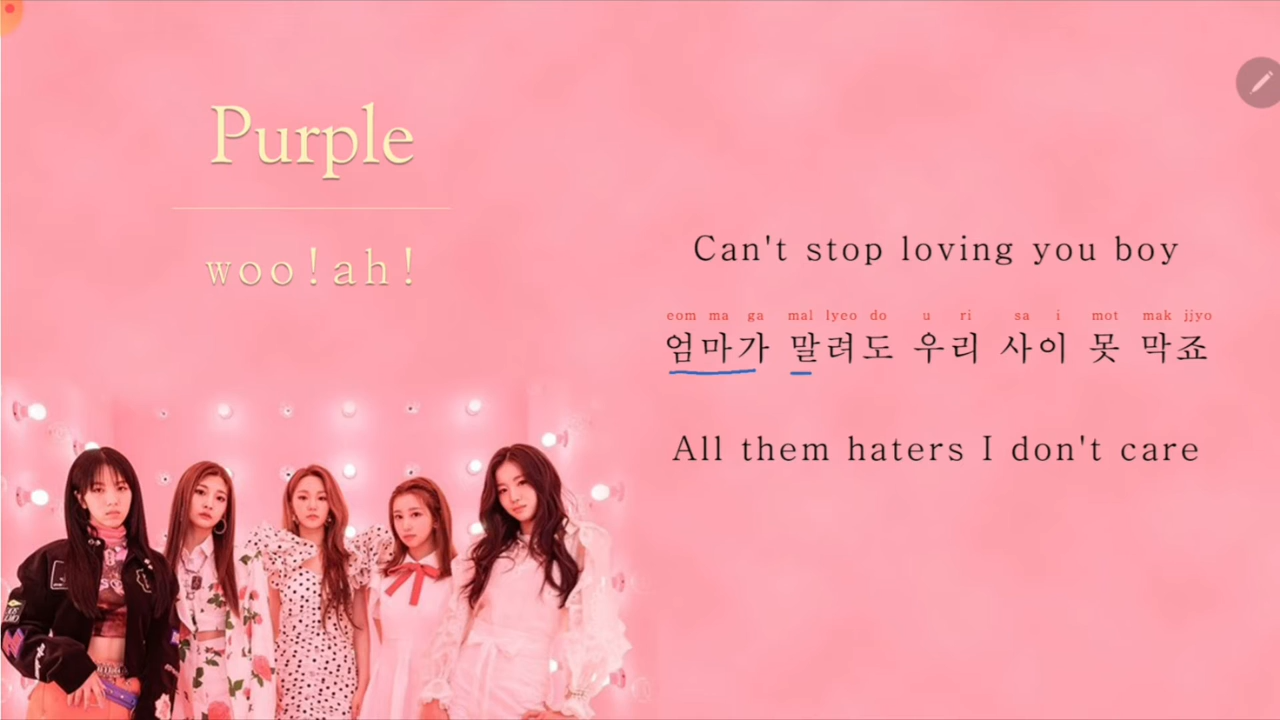 Purple
woo!ah!
Can't stop loving you boy
eom ma ga mal lyeo do u ri sa i mot mak jjyo
엄마가 말려도 우리 사이 못 막죠
All them haters I don't care